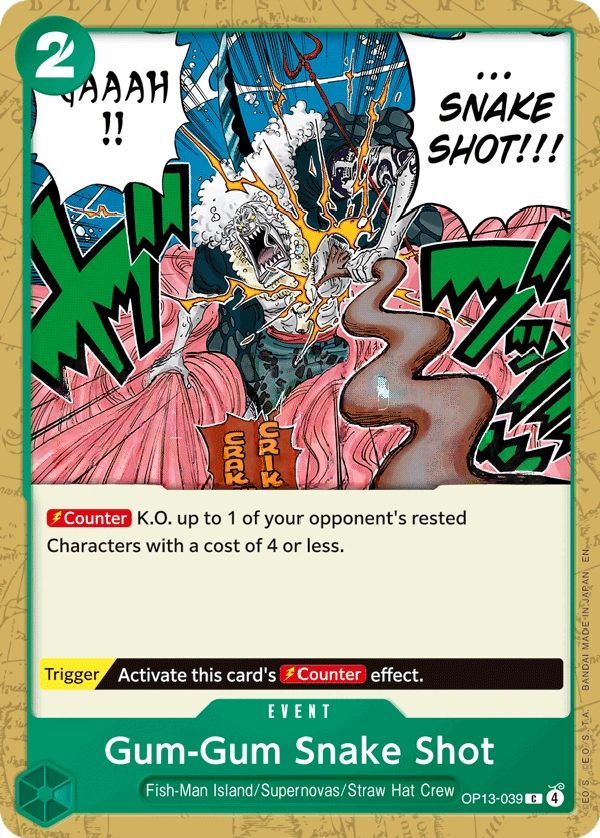 2
GAAAH
!!
...
SNAKE
SHOT!!!
CRRK
CRIK
Counter K.O. up to 1 of your opponent's rested
Characters with a cost of 4 or less.
Trigger Activate this card's Counter effect.
EVENT
Gum-Gum Snake Shot
Fish-Man Island/Supernovas/Straw Hat Crew
OP13-039 C 4
©E.O./S. ©E.O./S.,T.A. BANDAI MADE IN JAPAN EN